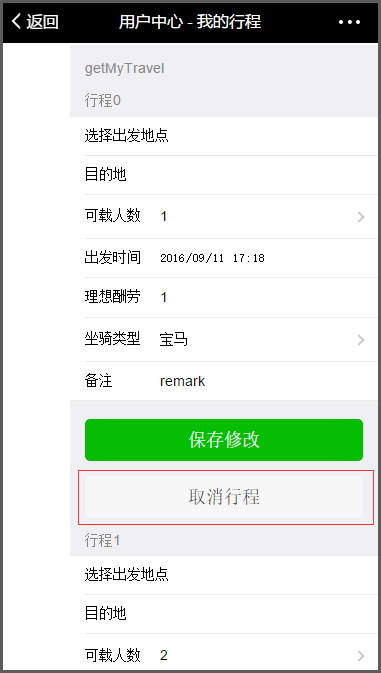 返回 用户中心 - 我的行程
getMyTravel
行程0
选择出发地点
目的地
可载人数 1
出发时间 2016/09/11 17:18
理想酬劳 1
坐骑类型 宝马
备注 remark
保存修改
取消行程
行程1
选择出发地点
目的地
可载人数 2